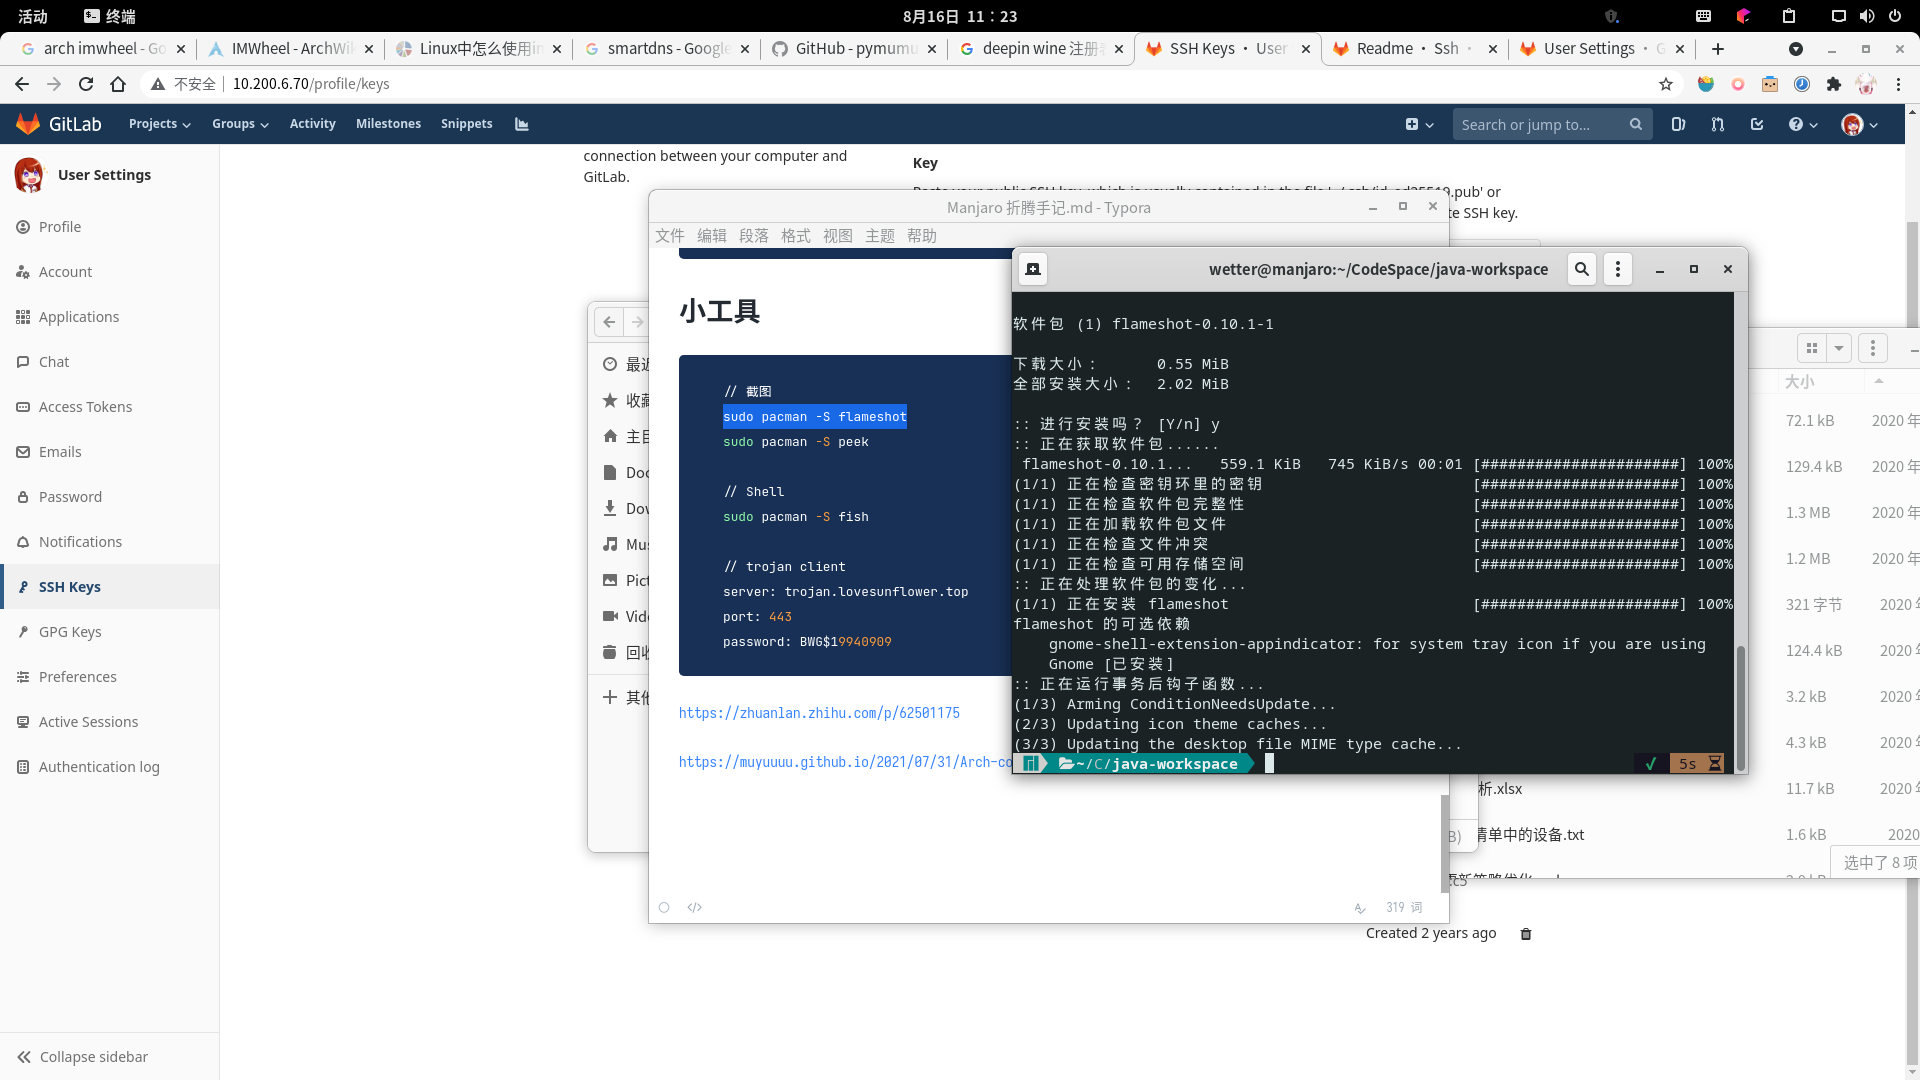 活动
终端
8月16日 11：23
arch imwheel - Go
IMWheel - ArchWik
Linux中怎么使用im
smartdns - Google
GitHub - pymumu
deepin wine 注册表
SSH Keys · User
Readme · Ssh ·
User Settings · G
不安全
10.200.6.70/profile/keys
GitLab
Projects
Groups
Activity
Milestones
Snippets
Search or jump to...
User Settings
Profile
Account
Applications
Chat
Access Tokens
Emails
Password
Notifications
SSH Keys
GPG Keys
Preferences
Active Sessions
Authentication log
Collapse sidebar
connection between your computer and
GitLab.
Key
.pub' or
te SSH key.
Manjaro 折腾手记.md - Typora
文件 编辑 段落 格式 视图 主题 帮助
小工具
// 截图
sudo pacman -S flameshot
sudo pacman -S peek
// Shell
sudo pacman -S fish
// trojan client
server: trojan.lovesunflower.top
port: 443
password: BWG$19940909
https://zhuanlan.zhihu.com/p/62501175
https://muyuuuu.github.io/2021/07/31/Arch-co
319 词
最近
收藏
主目
Doc
Dow
Mus
Pict
Vide
回收
其他
wetter@manjaro:~/CodeSpace/java-workspace
软件包 (1) flameshot-0.10.1-1
下载大小： 0.55 MiB
全部安装大小： 2.02 MiB
:: 进行安装吗？ [Y/n] y
:: 正在获取软件包......
flameshot-0.10.1... 559.1 KiB 745 KiB/s 00:01 [######################] 100%
(1/1) 正在检查密钥环里的密钥 [######################] 100%
(1/1) 正在检查软件包完整性 [######################] 100%
(1/1) 正在加载软件包文件 [######################] 100%
(1/1) 正在检查文件冲突 [######################] 100%
(1/1) 正在检查可用存储空间 [######################] 100%
:: 正在处理软件包的变化...
(1/1) 正在安装 flameshot [######################] 100%
flameshot 的可选依赖
gnome-shell-extension-appindicator: for system tray icon if you are using
Gnome [已安装]
:: 正在运行事务后钩子函数...
(1/3) Arming ConditionNeedsUpdate...
(2/3) Updating icon theme caches...
(3/3) Updating the desktop file MIME type cache...
~/C/java-workspace
✓ 5s
大小
72.1 kB 2020 年
129.4 kB 2020 年
1.3 MB 2020 年
1.2 MB 2020 年
321 字节 2020 年
124.4 kB 2020 年
3.2 kB 2020 年
4.3 kB 2020 年
析.xlsx 11.7 kB 2020 年
清单中的设备.txt 1.6 kB 2020
B)
选中了 8 项
:c5
Created 2 years ago